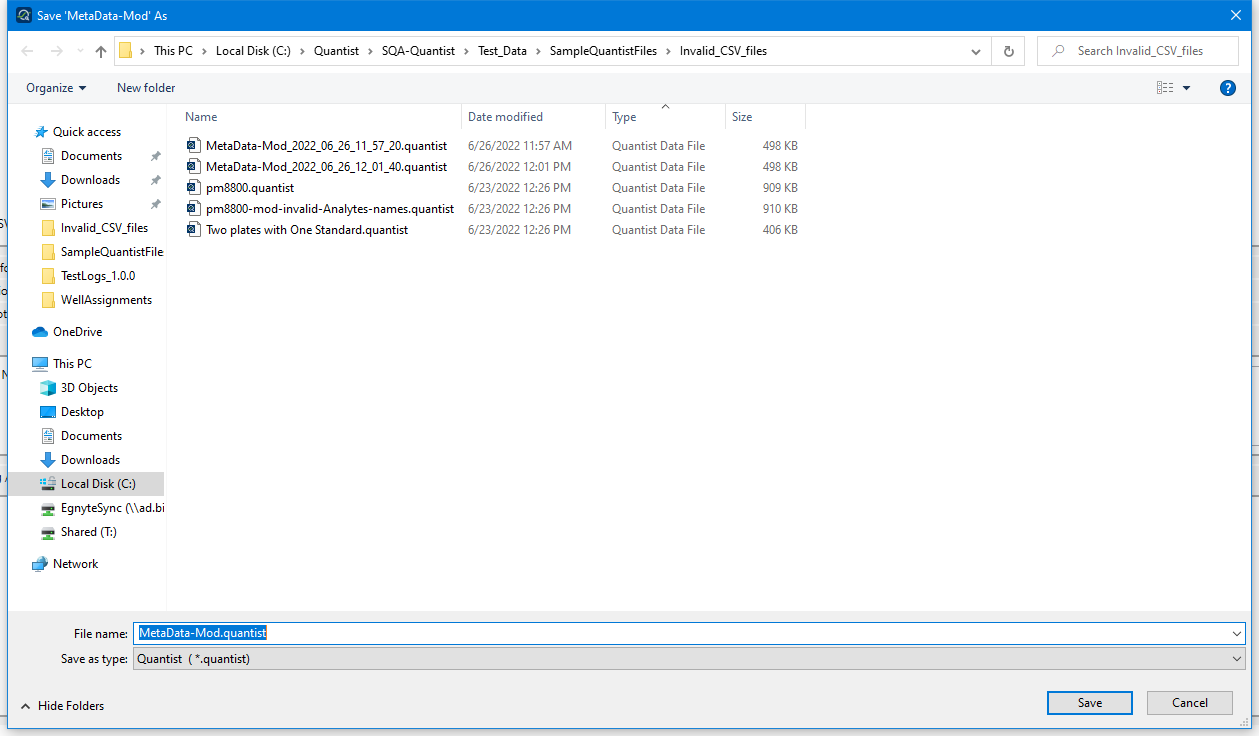 Save 'MetaData-Mod' As
This PC > Local Disk (C:) > Quantist > SQA-Quantist > Test_Data > SampleQuantistFiles > Invalid_CSV_files
Search Invalid_CSV_files
Organize New folder
Name Date modified Type Size
MetaData-Mod_2022_06_26_11_57_20.quantist 6/26/2022 11:57 AM Quantist Data File 498 KB
MetaData-Mod_2022_06_26_12_01_40.quantist 6/26/2022 12:01 PM Quantist Data File 498 KB
pm8800.quantist 6/23/2022 12:26 PM Quantist Data File 909 KB
pm8800-mod-invalid-Analytes-names.quantist 6/23/2022 12:26 PM Quantist Data File 910 KB
Two plates with One Standard.quantist 6/23/2022 12:26 PM Quantist Data File 406 KB
Quick access
Documents
Downloads
Pictures
Invalid_CSV_files
SampleQuantistFile
TestLogs_1.0.0
WellAssignments
OneDrive
This PC
3D Objects
Desktop
Documents
Downloads
Local Disk (C:)
EgnyteSync (\\ad.bi
Shared (T:)
Network
File name: MetaData-Mod.quantist
Save as type: Quantist ( *.quantist)
Hide Folders
Save
Cancel